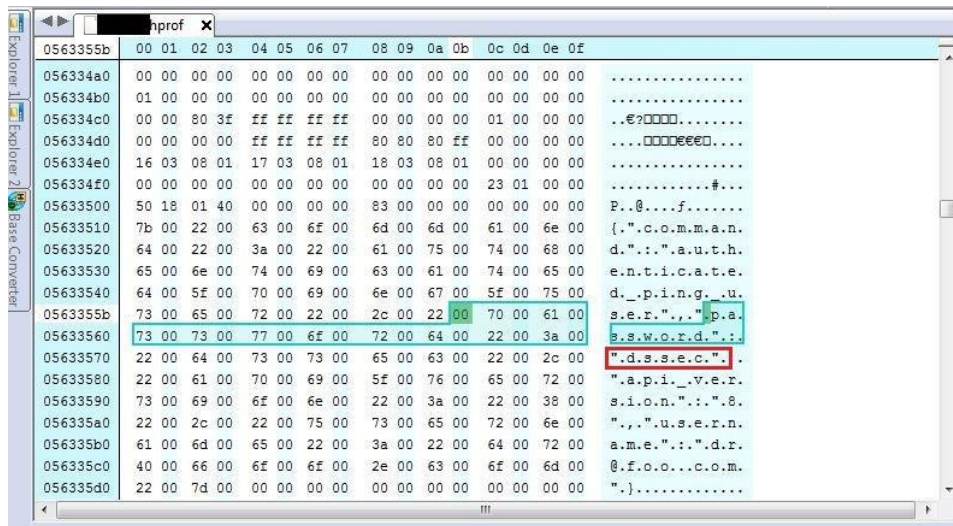 hprof
Explorer 1
Explorer 2
Base Converter
0563355b 00 01 02 03 04 05 06 07 08 09 0a 0b 0c 0d 0e 0f
056334a0 00 00 00 00 00 00 00 00 00 00 00 00 00 00 00 00 ................
056334b0 01 00 00 00 00 00 00 00 00 00 00 00 00 00 00 00 ................
056334c0 00 00 80 3f ff ff ff ff 00 00 00 00 01 00 00 00 ..€?□□□□........
056334d0 00 00 00 00 ff ff ff ff 80 80 80 ff 00 00 00 00 ....□□□□€€€□....
056334e0 16 03 08 01 17 03 08 01 18 03 08 01 00 00 00 00 ................
056334f0 00 00 00 00 00 00 00 00 00 00 00 00 23 01 00 00 ............#...
05633500 50 18 01 40 00 00 00 00 83 00 00 00 00 00 00 00 P..@....ƒ.......
05633510 7b 00 22 00 63 00 6f 00 6d 00 6d 00 61 00 6e 00 {.".c.o.m.m.a.n.
05633520 64 00 22 00 3a 00 22 00 61 00 75 00 74 00 68 00 d.".:.".a.u.t.h.
05633530 65 00 6e 00 74 00 69 00 63 00 61 00 74 00 65 00 e.n.t.i.c.a.t.e.
05633540 64 00 5f 00 70 00 69 00 6e 00 67 00 5f 00 75 00 d._.p.i.n.g._.u.
0563355b 73 00 65 00 72 00 22 00 2c 00 22 00 70 00 61 00 s.e.r.".,.".p.a.
05633560 73 00 73 00 77 00 6f 00 72 00 64 00 22 00 3a 00 s.s.w.o.r.d.".:.
05633570 22 00 64 00 73 00 73 00 65 00 63 00 22 00 2c 00 ".d.s.s.e.c.". .
05633580 22 00 61 00 70 00 69 00 5f 00 76 00 65 00 72 00 ".a.p.i._.v.e.r.
05633590 73 00 69 00 6f 00 6e 00 22 00 3a 00 22 00 38 00 s.i.o.n.".:.".8.
056335a0 22 00 2c 00 22 00 75 00 73 00 65 00 72 00 6e 00 ".,.".u.s.e.r.n.
056335b0 61 00 6d 00 65 00 22 00 3a 00 22 00 64 00 72 00 a.m.e.".:.".d.r.
056335c0 40 00 66 00 6f 00 6f 00 2e 00 63 00 6f 00 6d 00 @.f.o.o...c.o.m.
056335d0 22 00 7d 00 00 00 00 00 00 00 00 00 00 00 00 00 ".}.............